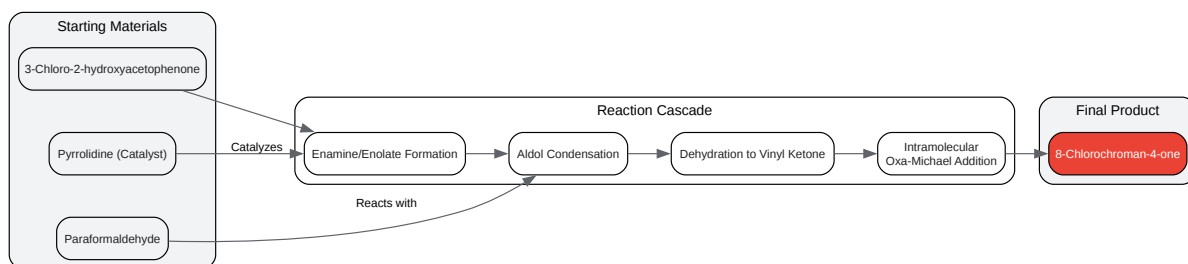 Starting Materials
3-Chloro-2-hydroxyacetophenone
Pyrrolidine (Catalyst)
Paraformaldehyde
Catalyzes
Reacts with
Reaction Cascade
Enamine/Enolate Formation
Aldol Condensation
Dehydration to Vinyl Ketone
Intramolecular
Oxa-Michael Addition
Final Product
8-Chlorochroman-4-one